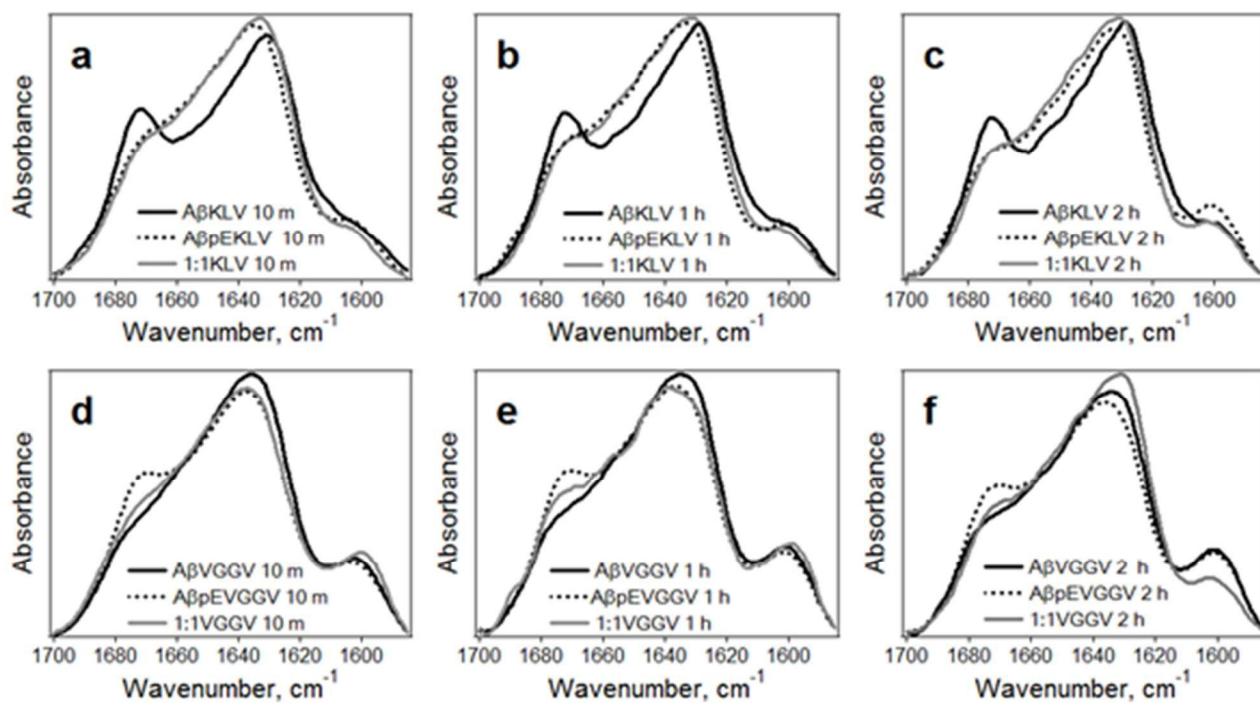 a
Absorbance
AβKLV 10 m
AβpEKLV 10 m
1:1KLV 10 m
1700 1680 1660 1640 1620 1600
Wavenumber, cm-1
b
Absorbance
AβKLV 1 h
AβpEKLV 1 h
1:1KLV 1 h
1700 1680 1660 1640 1620 1600
Wavenumber, cm-1
c
Absorbance
AβKLV 2 h
AβpEKLV 2 h
1:1KLV 2 h
1700 1680 1660 1640 1620 1600
Wavenumber, cm-1
d
Absorbance
AβVGGV 10 m
AβpEVGGV 10 m
1:1VGGV 10 m
1700 1680 1660 1640 1620 1600
Wavenumber, cm-1
e
Absorbance
AβVGGV 1 h
AβpEVGGV 1 h
1:1VGGV 1 h
1700 1680 1660 1640 1620 1600
Wavenumber, cm-1
f
Absorbance
AβVGGV 2 h
AβpEVGGV 2 h
1:1VGGV 2 h
1700 1680 1660 1640 1620 1600
Wavenumber, cm-1